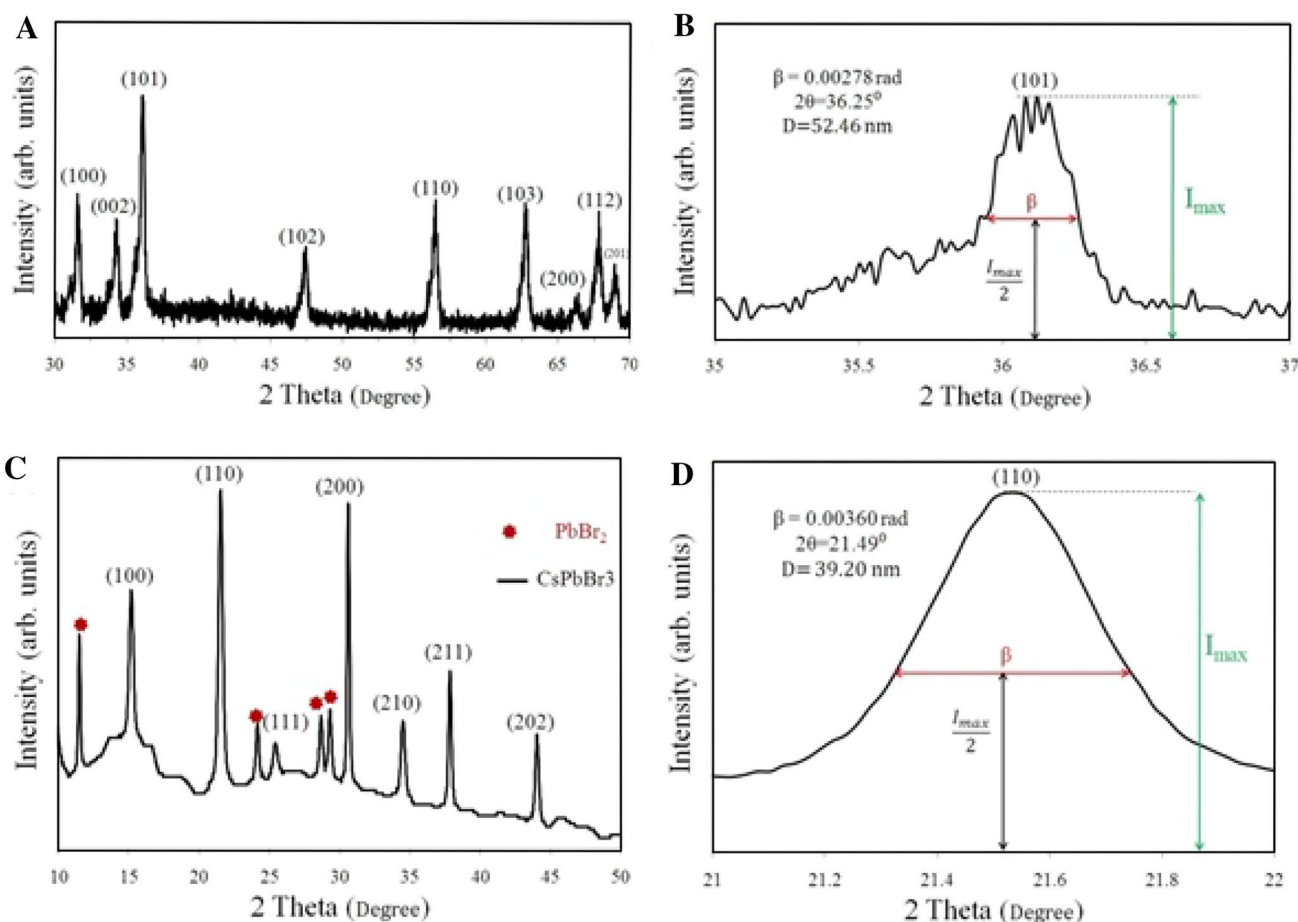 A
Intensity (arb. units)
(100)
(002)
(101)
(102)
(110)
(103)
(200)
(112)
(201)
30 35 40 45 50 55 60 65 70
2 Theta (Degree)
B
Intensity (arb. units)
β = 0.00278 rad
2θ=36.25⁰
D=52.46 nm
(101)
β
Imax
Imax/2
35 35.5 36 36.5 37
2 Theta (Degree)
C
Intensity (arb. units)
(100)
(110)
(111)
(200)
(210)
(211)
(202)
PbBr₂
CsPbBr3
10 15 20 25 30 35 40 45 50
2 Theta (Degree)
D
Intensity (arb. units)
β = 0.00360 rad
2θ=21.49⁰
D= 39.20 nm
(110)
β
Imax
Imax/2
21 21.2 21.4 21.6 21.8 22
2 Theta (Degree)